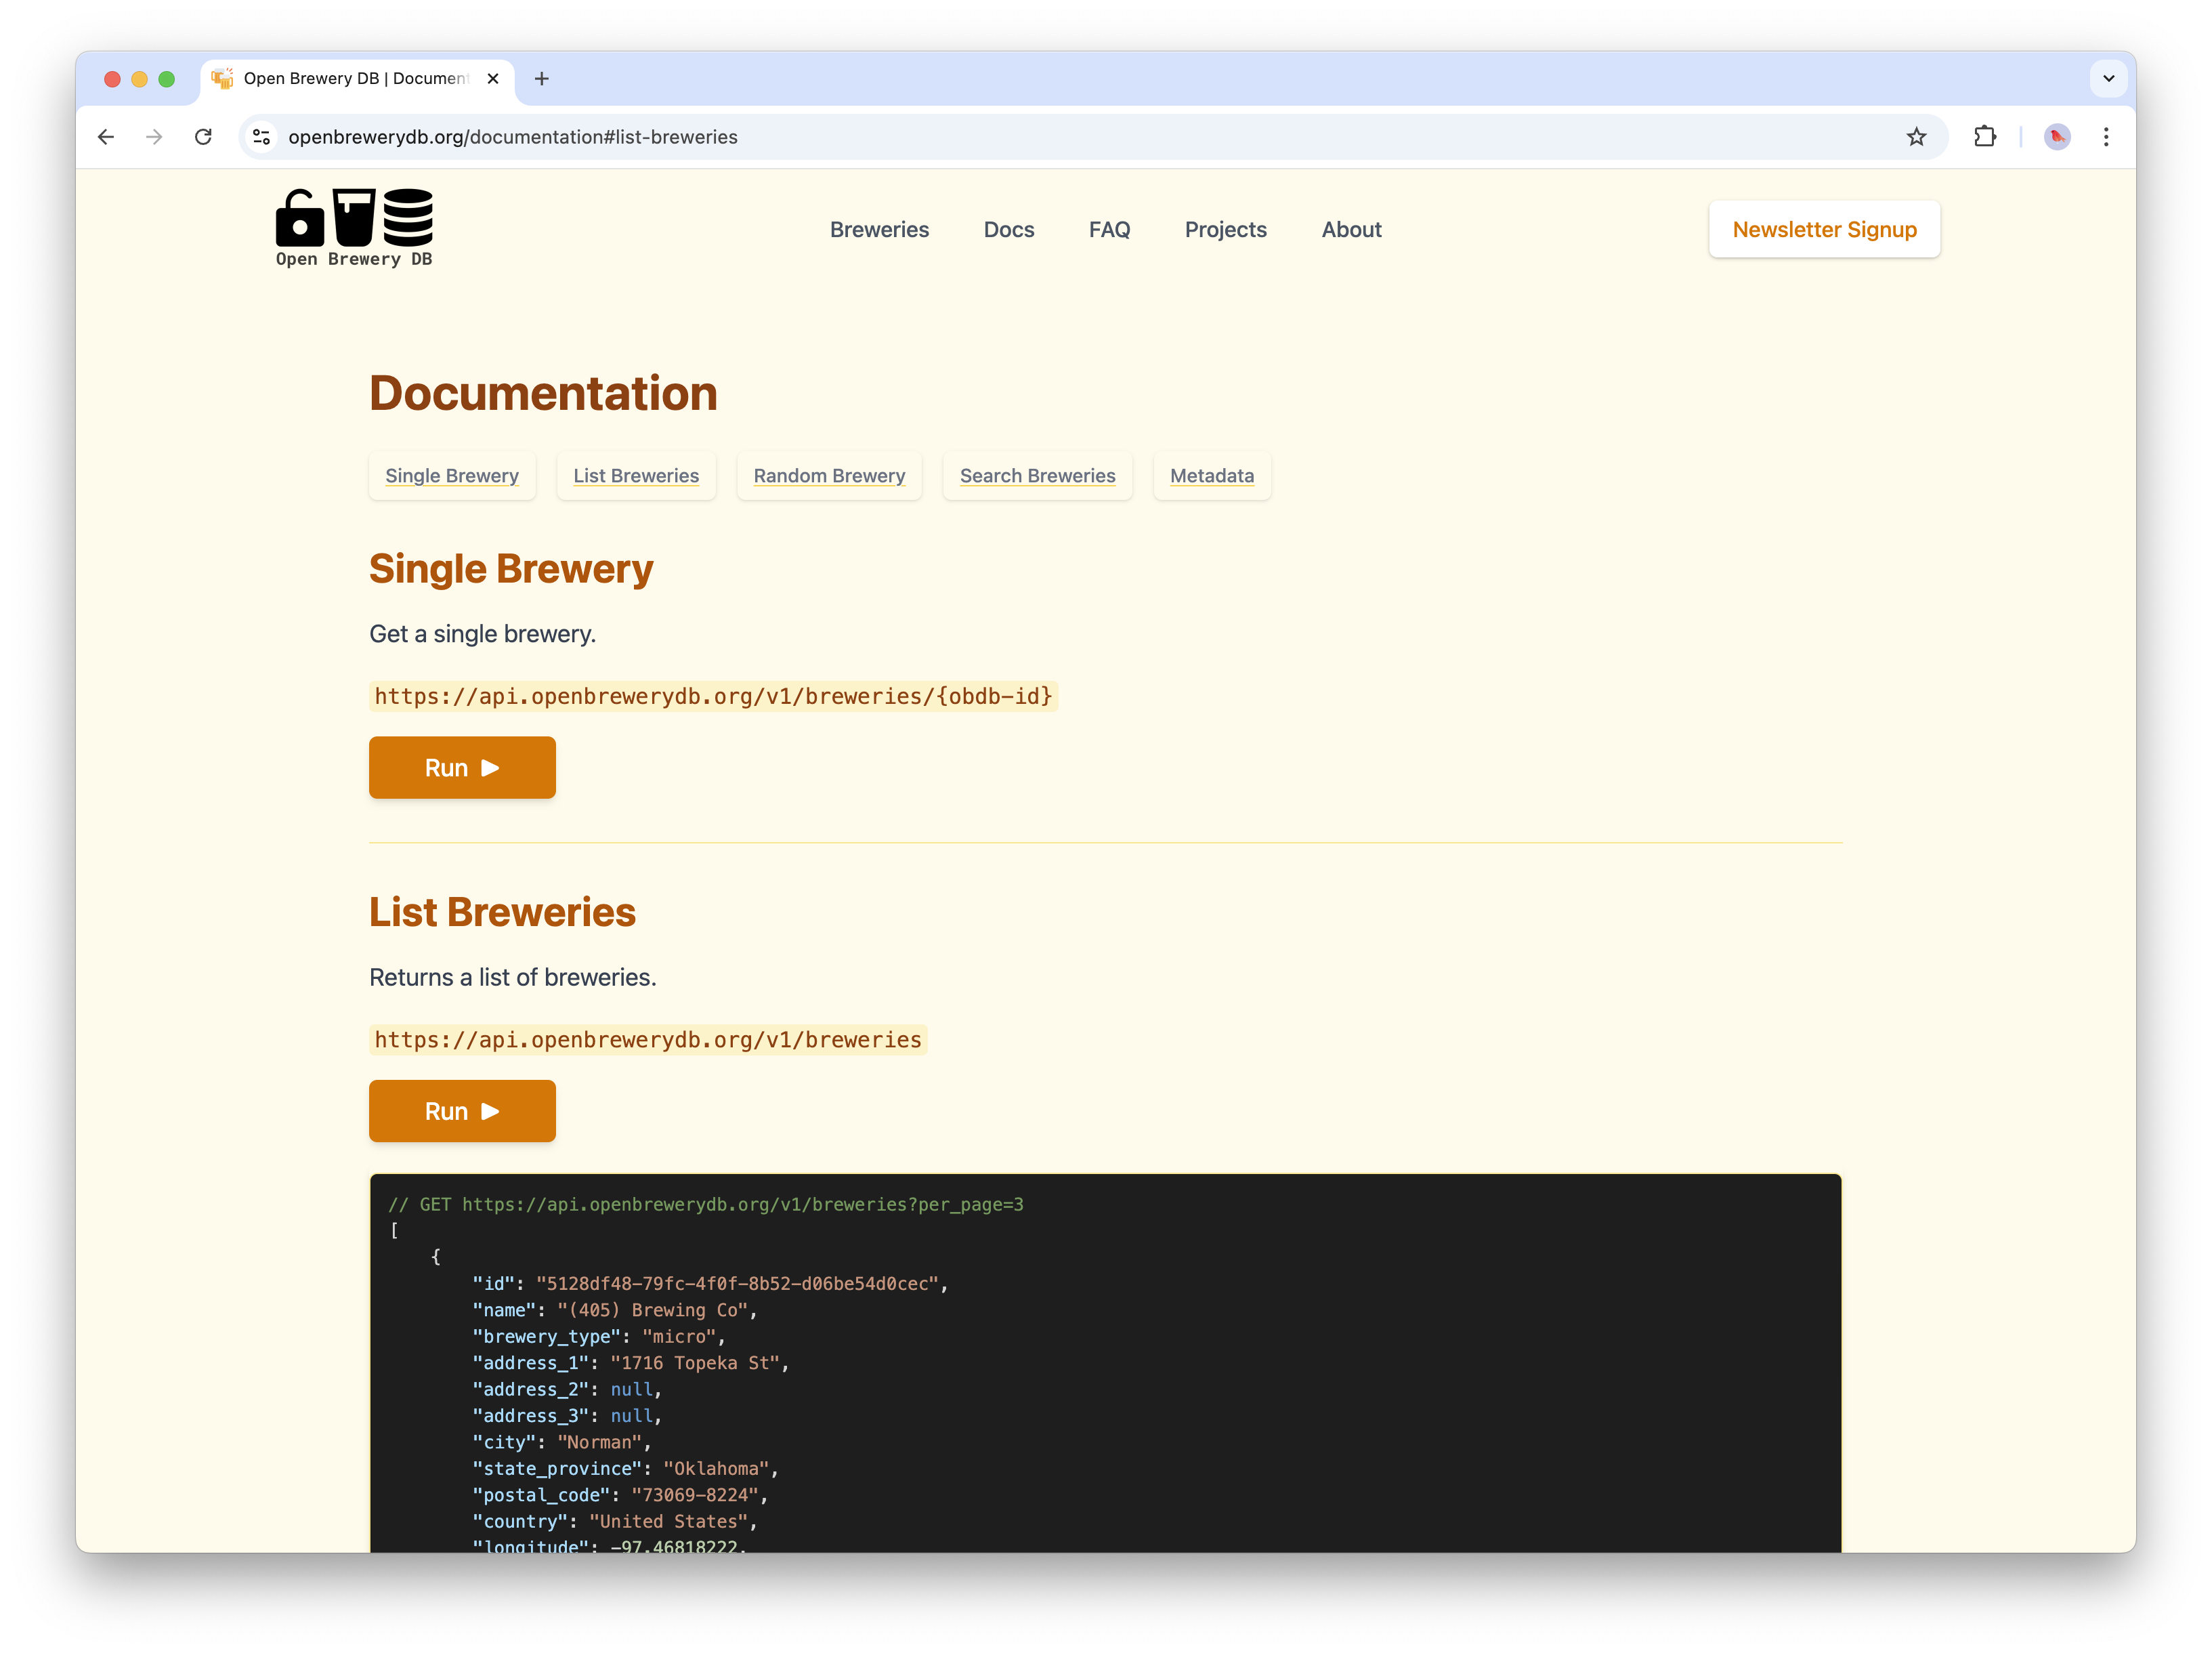 Open Brewery DB | Document
openbrewerydb.org/documentation#list-breweries
Open Brewery DB
Breweries
Docs
FAQ
Projects
About
Newsletter Signup
Documentation
Single Brewery
List Breweries
Random Brewery
Search Breweries
Metadata
Single Brewery
Get a single brewery.
https://api.openbrewerydb.org/v1/breweries/{obdb-id}
Run
List Breweries
Returns a list of breweries.
https://api.openbrewerydb.org/v1/breweries
Run
// GET https://api.openbrewerydb.org/v1/breweries?per_page=3
[
{
"id": "5128df48-79fc-4f0f-8b52-d06be54d0cec",
"name": "(405) Brewing Co",
"brewery_type": "micro",
"address_1": "1716 Topeka St",
"address_2": null,
"address_3": null,
"city": "Norman",
"state_province": "Oklahoma",
"postal_code": "73069-8224",
"country": "United States",
"longitude": -97.46818222,